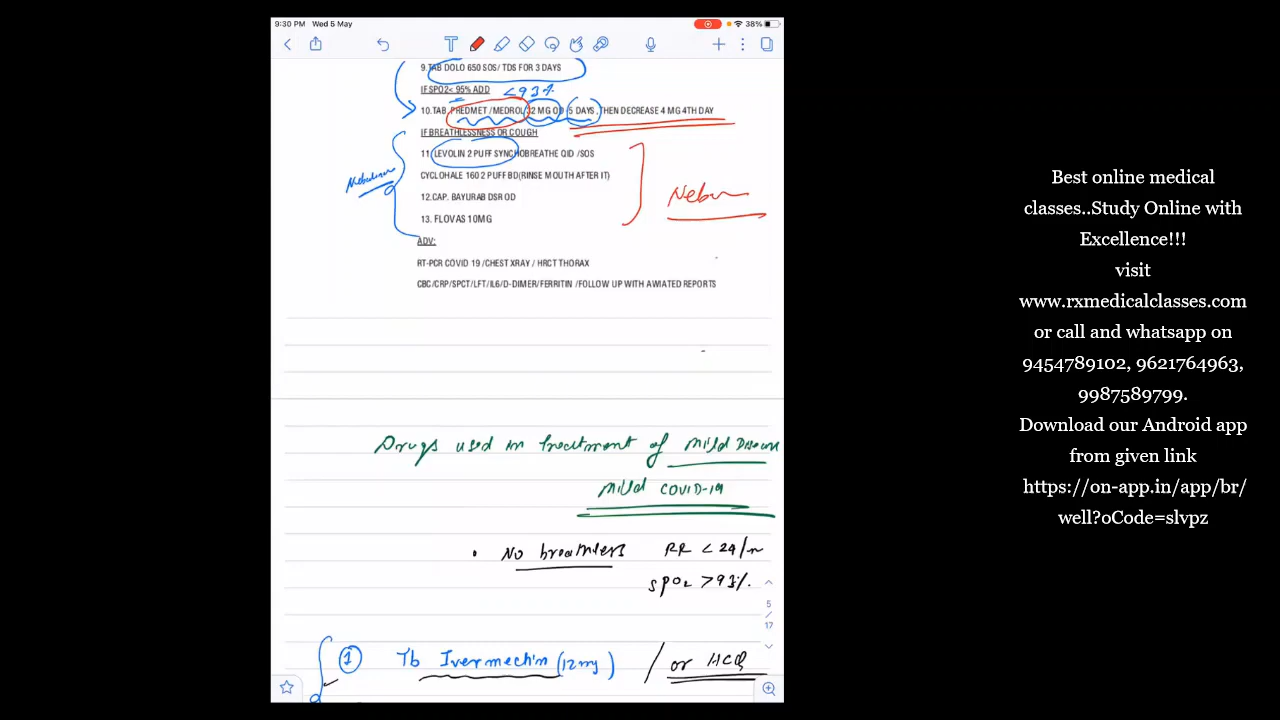 9:30 PM Wed 5 May
38%
9.TAB DOLO 650 SOS/ TDS FOR 3 DAYS
IF SPO2< 95% ADD
<93%
10.TAB. PREDMET /MEDROL 32 MG OD 5 DAYS ,THEN DECREASE 4 MG 4TH DAY
IF BREATHLESSNESS OR COUGH
11. LEVOLIN 2 PUFF SYNCHOBREATHE QID /SOS
CYCLOHALE 160 2 PUFF BD(RINSE MOUTH AFTER IT)
12.CAP. BAYURAB DSR OD
13. FLOVAS 10MG
ADV:
RT-PCR COVID 19 /CHEST XRAY / HRCT THORAX
CBC/CRP/SPCT/LFT/IL6/D-DIMER/FERRITIN /FOLLOW UP WITH AWIATED REPORTS
Drugs used in treatment of Mild Disease
Mild COVID-19
• No breathless RR < 24/m
SPO2 >93%.
5
/
17
1 Tb Ivermectin (12mg) / or HCQ
Best online medical
classes..Study Online with
Excellence!!!
visit
www.rxmedicalclasses.com
or call and whatsapp on
9454789102, 9621764963,
9987589799.
Download our Android app
from given link
https://on-app.in/app/br/
well?oCode=slvpz